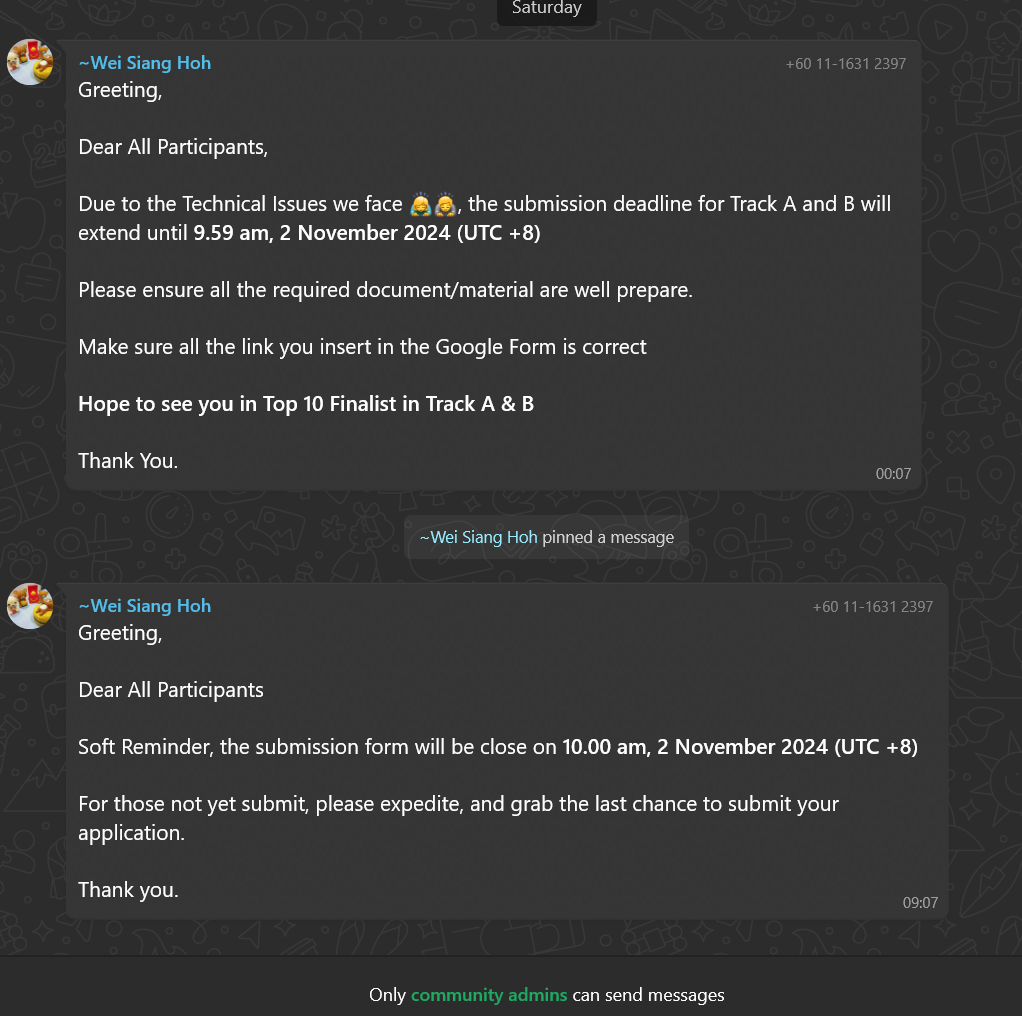 Saturday
~Wei Siang Hoh +60 11-1631 2397
Greeting,
Dear All Participants,
Due to the Technical Issues we face 🙇🙇, the submission deadline for Track A and B will
extend until 9.59 am, 2 November 2024 (UTC +8)
Please ensure all the required document/material are well prepare.
Make sure all the link you insert in the Google Form is correct
Hope to see you in Top 10 Finalist in Track A & B
Thank You.
00:07
~Wei Siang Hoh pinned a message
~Wei Siang Hoh +60 11-1631 2397
Greeting,
Dear All Participants
Soft Reminder, the submission form will be close on 10.00 am, 2 November 2024 (UTC +8)
For those not yet submit, please expedite, and grab the last chance to submit your
application.
Thank you.
09:07
Only community admins can send messages